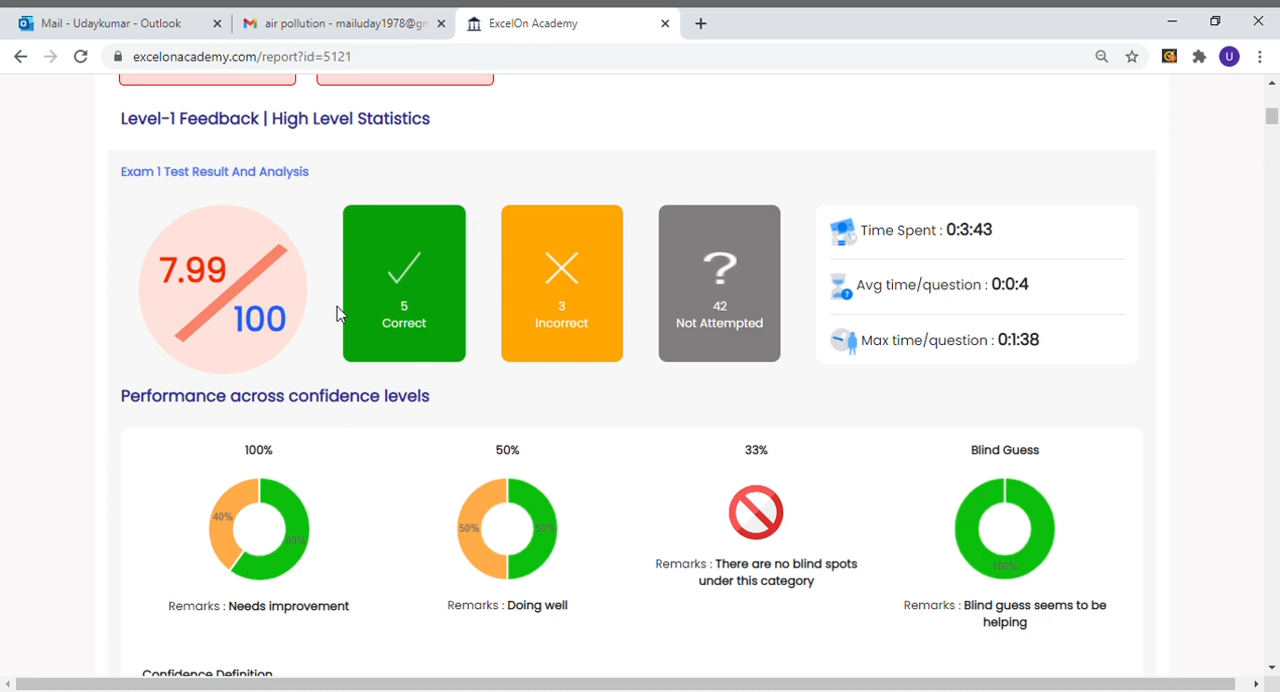 Mail - Udaykumar - Outlook
air pollution - mailuday1978@gm
ExcelOn Academy
excelonacademy.com/report?id=5121
U
Level-1 Feedback | High Level Statistics
Exam 1 Test Result And Analysis
7.99
100
5
Correct
3
Incorrect
?
42
Not Attempted
Time Spent : 0:3:43
Avg time/question : 0:0:4
Max time/question : 0:1:38
Performance across confidence levels
100%
50%
33%
Blind Guess
40%
60%
50%
50%
100%
Remarks : Needs improvement
Remarks : Doing well
Remarks : There are no blind spots
under this category
Remarks : Blind guess seems to be
helping
Confidence Definition